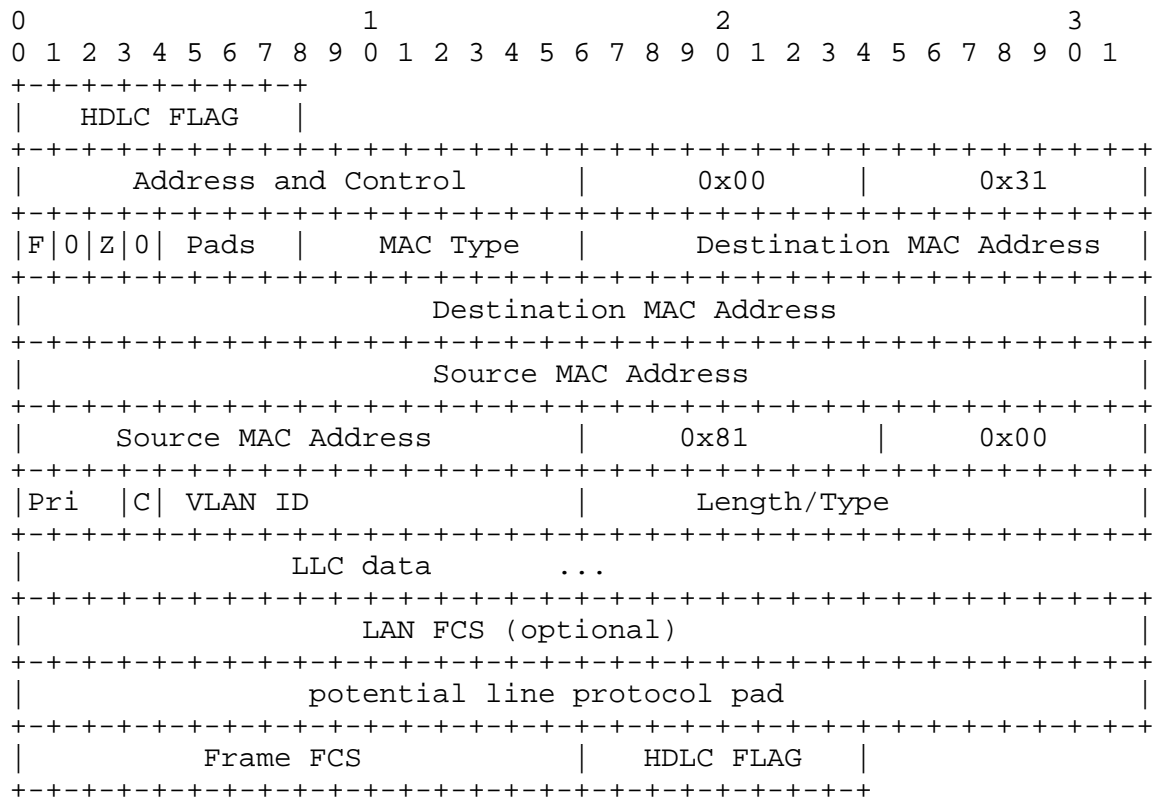 0                   1                   2                   3
0 1 2 3 4 5 6 7 8 9 0 1 2 3 4 5 6 7 8 9 0 1 2 3 4 5 6 7 8 9 0 1
+-+-+-+-+-+-+-+-+
|   HDLC FLAG   |
+-+-+-+-+-+-+-+-+-+-+-+-+-+-+-+-+-+-+-+-+-+-+-+-+-+-+-+-+-+-+-+-+
|      Address and Control      |      0x00     |      0x31     |
+-+-+-+-+-+-+-+-+-+-+-+-+-+-+-+-+-+-+-+-+-+-+-+-+-+-+-+-+-+-+-+-+
|F|0|Z|0| Pads  |    MAC Type   |      Destination MAC Address  |
+-+-+-+-+-+-+-+-+-+-+-+-+-+-+-+-+-+-+-+-+-+-+-+-+-+-+-+-+-+-+-+-+
|                       Destination MAC Address                 |
+-+-+-+-+-+-+-+-+-+-+-+-+-+-+-+-+-+-+-+-+-+-+-+-+-+-+-+-+-+-+-+-+
|                       Source MAC Address                      |
+-+-+-+-+-+-+-+-+-+-+-+-+-+-+-+-+-+-+-+-+-+-+-+-+-+-+-+-+-+-+-+-+
|     Source MAC Address        |     0x81       |     0x00     |
+-+-+-+-+-+-+-+-+-+-+-+-+-+-+-+-+-+-+-+-+-+-+-+-+-+-+-+-+-+-+-+-+
|Pri  |C| VLAN ID               |      Length/Type              |
+-+-+-+-+-+-+-+-+-+-+-+-+-+-+-+-+-+-+-+-+-+-+-+-+-+-+-+-+-+-+-+-+
|               LLC data       ...
+-+-+-+-+-+-+-+-+-+-+-+-+-+-+-+-+-+-+-+-+-+-+-+-+-+-+-+-+-+-+-+-+
|                   LAN FCS (optional)                          |
+-+-+-+-+-+-+-+-+-+-+-+-+-+-+-+-+-+-+-+-+-+-+-+-+-+-+-+-+-+-+-+-+
|                potential line protocol pad                    |
+-+-+-+-+-+-+-+-+-+-+-+-+-+-+-+-+-+-+-+-+-+-+-+-+-+-+-+-+-+-+-+-+
|          Frame FCS            |   HDLC FLAG   |
+-+-+-+-+-+-+-+-+-+-+-+-+-+-+-+-+-+-+-+-+-+-+-+-+